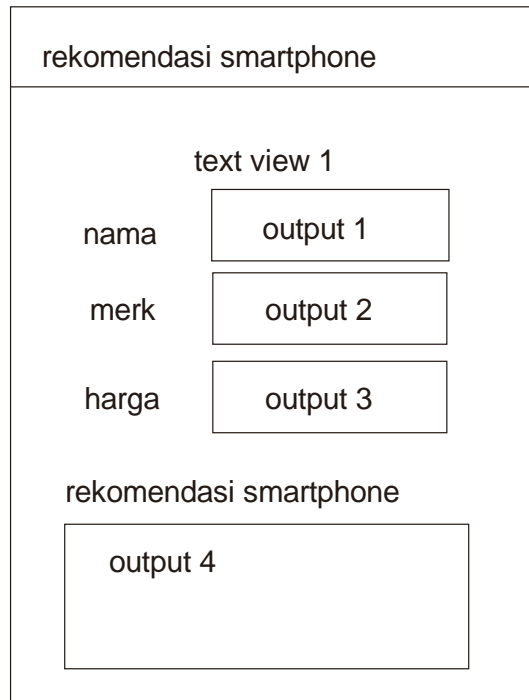 rekomendasi smartphone
text view 1
nama output 1
merk output 2
harga output 3
rekomendasi smartphone
output 4